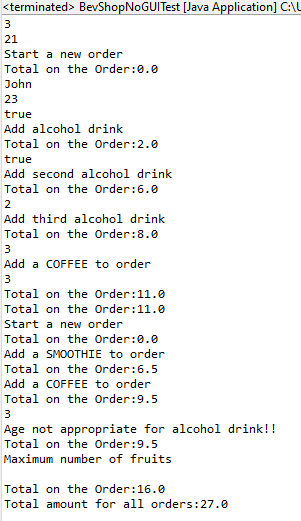 <terminated> BevShopNoGUITest [Java Application] C:\U
3
21
Start a new order
Total on the Order:0.0
John
23
true
Add alcohol drink
Total on the Order:2.0
true
Add second alcohol drink
Total on the Order:6.0
2
Add third alcohol drink
Total on the Order:8.0
3
Add a COFFEE to order
3
Total on the Order:11.0
Total on the Order:11.0
Start a new order
Total on the Order:0.0
Add a SMOOTHIE to order
Total on the Order:6.5
Add a COFFEE to order
Total on the Order:9.5
3
Age not appropriate for alcohol drink!!
Total on the Order:9.5
Maximum number of fruits

Total on the Order:16.0
Total amount for all orders:27.0